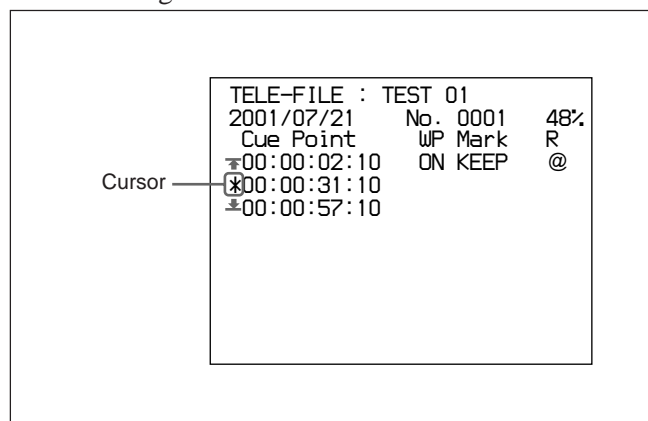 TELE-FILE : TEST 01
2001/07/21 No. 0001 48%
Cue Point WP Mark R
00:00:02:10 ON KEEP @
Cursor *00:00:31:10
00:00:57:10